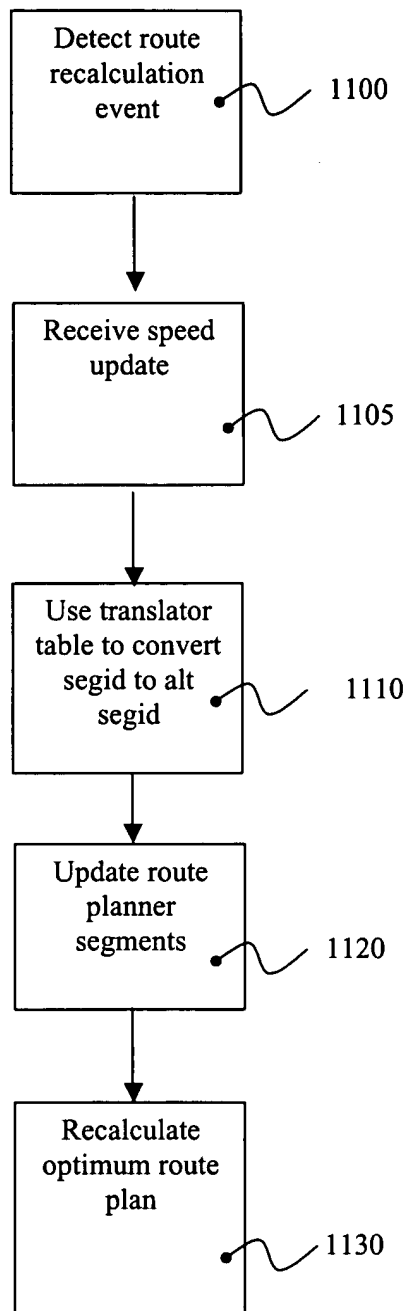 Detect route
recalculation
event
1100
Receive speed
update
1105
Use translator
table to convert
segid to alt
segid
1110
Update route
planner
segments
1120
Recalculate
optimum route
plan
1130